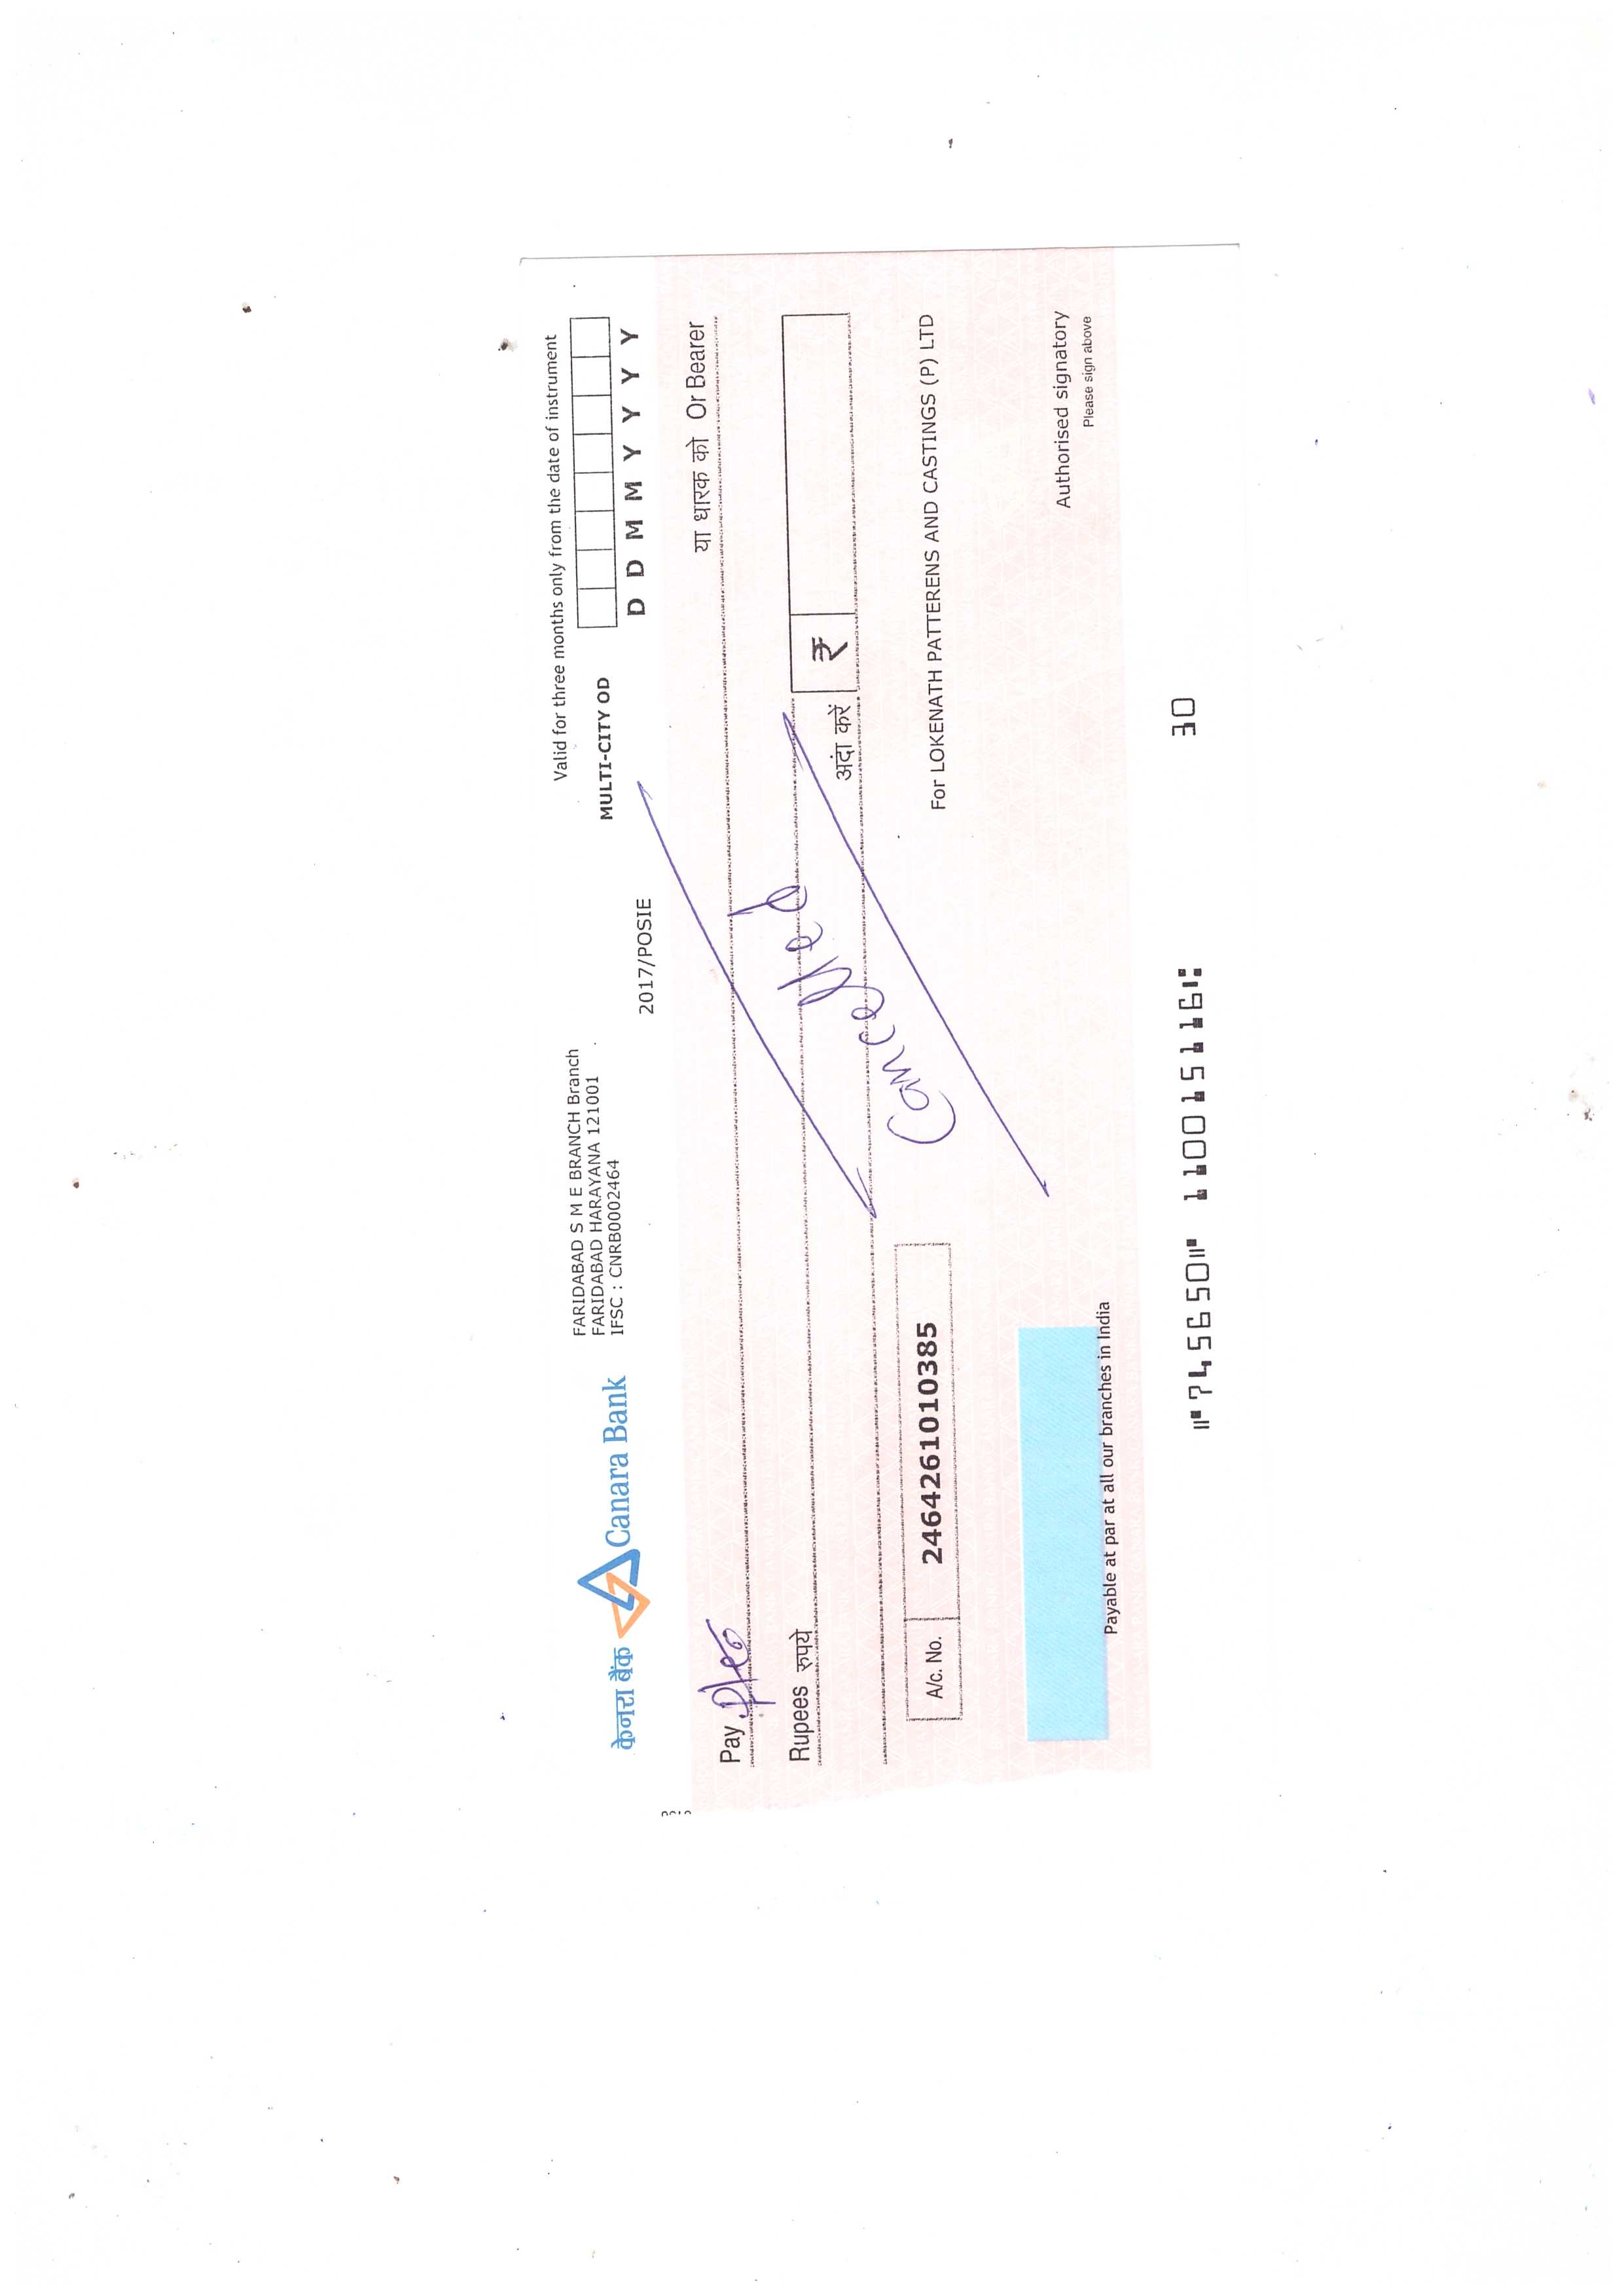 Valid for three months only from the date of instrument
केनरा बैंक Canara Bank
FARIDABAD S M E BRANCH Branch
FARIDABAD HARAYANA 121001
IFSC : CNRB0002464
MULTI-CITY OD
D D M M Y Y Y Y
2017/POSIE
Pay
या धारक को Or Bearer
Rupees रुपये
Cancelled
अदा करें ₹
A/c. No. 2464261010385
For LOKENATH PATTERENS AND CASTINGS (P) LTD
Authorised signatory
Please sign above
Payable at par at all our branches in India
⑈745650⑈ 110015116⑆ 30